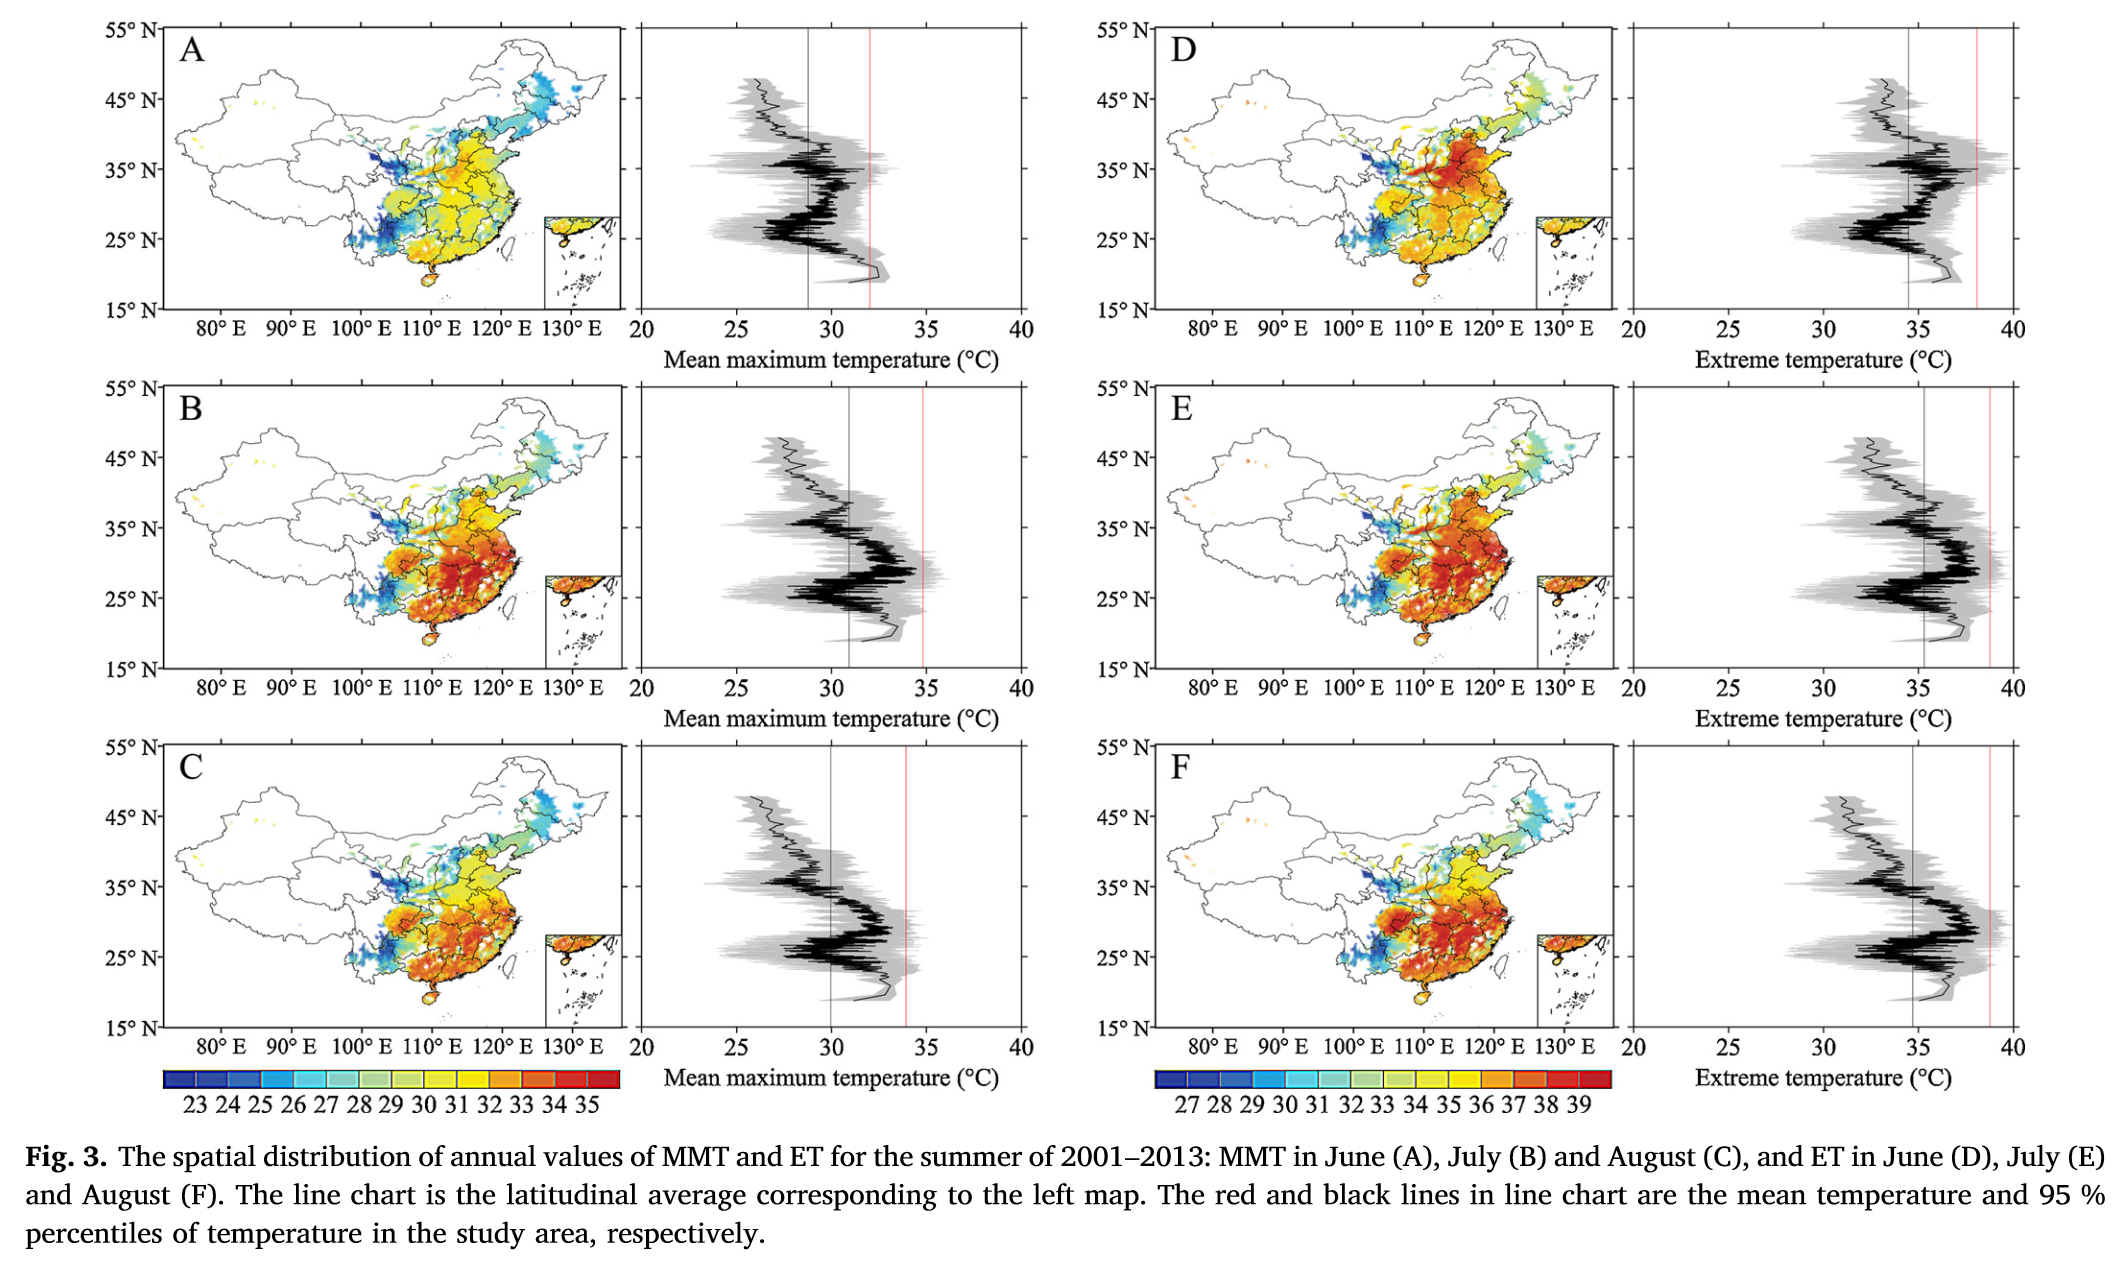 A
55° N
45° N
35° N
25° N
15° N
80° E 90° E 100° E 110° E 120° E 130° E
20 25 30 35 40
Mean maximum temperature (°C)
D
55° N
45° N
35° N
25° N
15° N
80° E 90° E 100° E 110° E 120° E 130° E
20 25 30 35 40
Extreme temperature (°C)
B
55° N
45° N
35° N
25° N
15° N
80° E 90° E 100° E 110° E 120° E 130° E
20 25 30 35 40
Mean maximum temperature (°C)
E
55° N
45° N
35° N
25° N
15° N
80° E 90° E 100° E 110° E 120° E 130° E
20 25 30 35 40
Extreme temperature (°C)
C
55° N
45° N
35° N
25° N
15° N
80° E 90° E 100° E 110° E 120° E 130° E
20 25 30 35 40
Mean maximum temperature (°C)
23 24 25 26 27 28 29 30 31 32 33 34 35
F
55° N
45° N
35° N
25° N
15° N
80° E 90° E 100° E 110° E 120° E 130° E
20 25 30 35 40
Extreme temperature (°C)
27 28 29 30 31 32 33 34 35 36 37 38 39
Fig. 3. The spatial distribution of annual values of MMT and ET for the summer of 2001–2013: MMT in June (A), July (B) and August (C), and ET in June (D), July (E)
and August (F). The line chart is the latitudinal average corresponding to the left map. The red and black lines in line chart are the mean temperature and 95 %
percentiles of temperature in the study area, respectively.